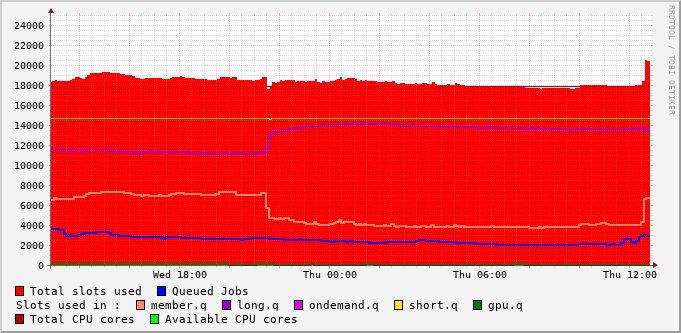 RRDTOOL / TOBI OETIKER
24000
22000
20000
18000
16000
14000
12000
10000
8000
6000
4000
2000
0
Wed 18:00 Thu 00:00 Thu 06:00 Thu 12:00
Total slots used Queued Jobs
Slots used in : member.q long.q ondemand.q short.q gpu.q
Total CPU cores Available CPU cores